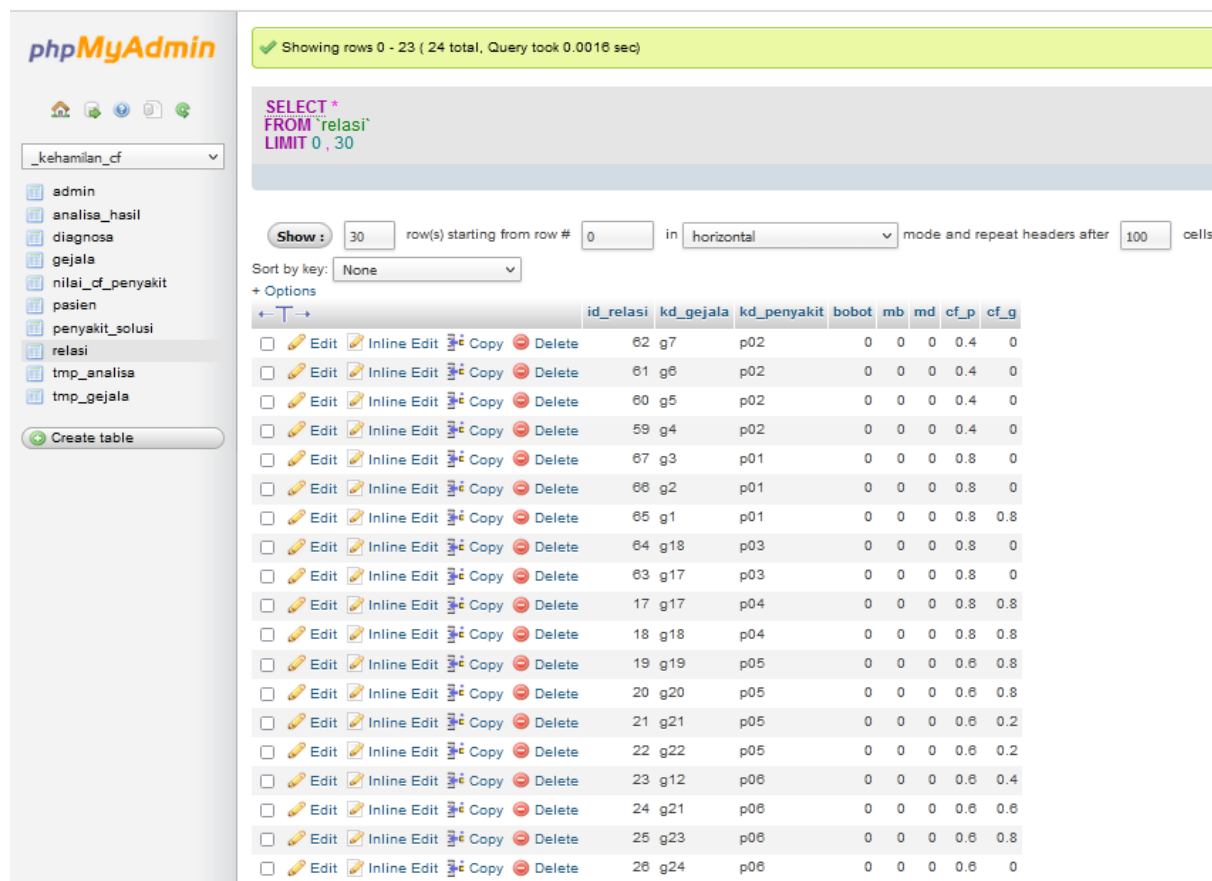 phpMyAdmin
_kehamilan_cf
admin
analisa_hasil
diagnosa
gejala
nilai_cf_penyakit
pasien
penyakit_solusi
relasi
tmp_analisa
tmp_gejala
Create table
Showing rows 0 - 23 ( 24 total, Query took 0.0016 sec)
SELECT *
FROM `relasi`
LIMIT 0 , 30
Show : 30 row(s) starting from row # 0 in horizontal mode and repeat headers after 100 cells
Sort by key: None
+ Options
←T→ id_relasi kd_gejala kd_penyakit bobot mb md cf_p cf_g
Edit Inline Edit Copy Delete 62 g7 p02 0 0 0 0.4 0
Edit Inline Edit Copy Delete 61 g6 p02 0 0 0 0.4 0
Edit Inline Edit Copy Delete 60 g5 p02 0 0 0 0.4 0
Edit Inline Edit Copy Delete 59 g4 p02 0 0 0 0.4 0
Edit Inline Edit Copy Delete 67 g3 p01 0 0 0 0.8 0
Edit Inline Edit Copy Delete 66 g2 p01 0 0 0 0.8 0
Edit Inline Edit Copy Delete 65 g1 p01 0 0 0 0.8 0.8
Edit Inline Edit Copy Delete 64 g18 p03 0 0 0 0.8 0
Edit Inline Edit Copy Delete 63 g17 p03 0 0 0 0.8 0
Edit Inline Edit Copy Delete 17 g17 p04 0 0 0 0.8 0.8
Edit Inline Edit Copy Delete 18 g18 p04 0 0 0 0.8 0.8
Edit Inline Edit Copy Delete 19 g19 p05 0 0 0 0.6 0.8
Edit Inline Edit Copy Delete 20 g20 p05 0 0 0 0.6 0.8
Edit Inline Edit Copy Delete 21 g21 p05 0 0 0 0.6 0.2
Edit Inline Edit Copy Delete 22 g22 p05 0 0 0 0.6 0.2
Edit Inline Edit Copy Delete 23 g12 p06 0 0 0 0.6 0.4
Edit Inline Edit Copy Delete 24 g21 p06 0 0 0 0.6 0.6
Edit Inline Edit Copy Delete 25 g23 p06 0 0 0 0.6 0.8
Edit Inline Edit Copy Delete 26 g24 p06 0 0 0 0.6 0